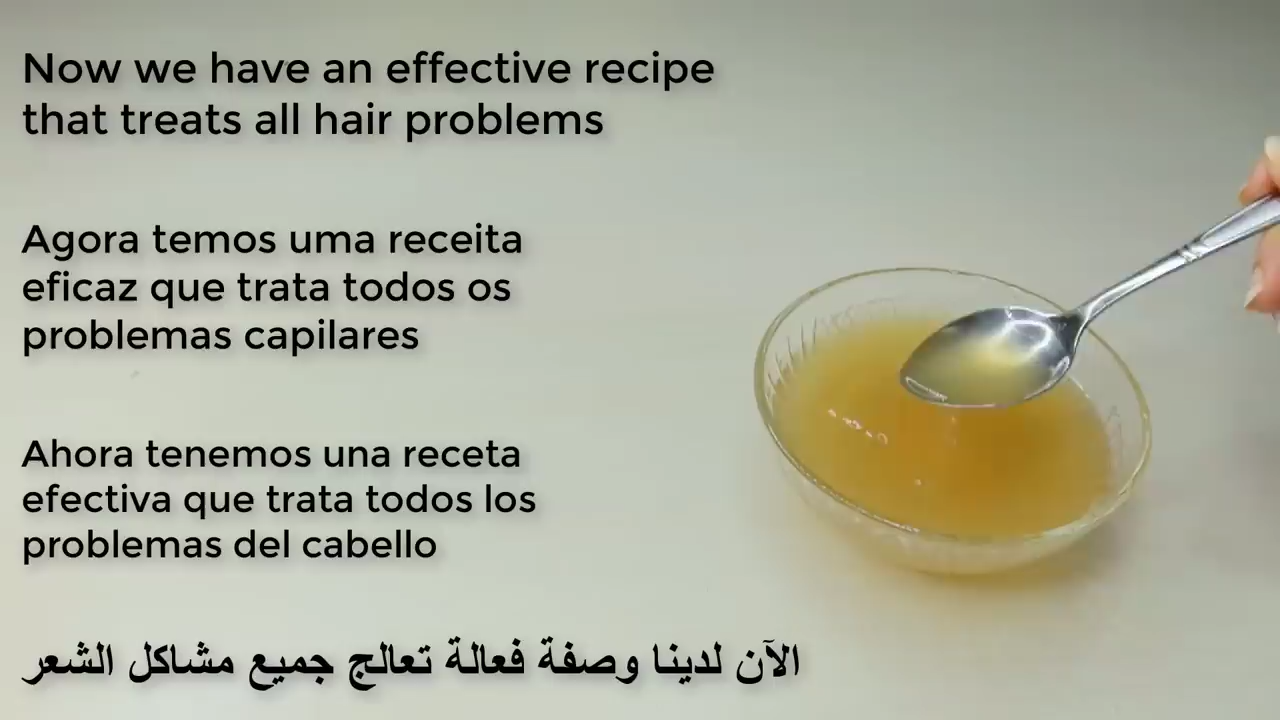 Now we have an effective recipe
that treats all hair problems
Agora temos uma receita
eficaz que trata todos os
problemas capilares
Ahora tenemos una receta
efectiva que trata todos los
problemas del cabello
الآن لدينا وصفة فعالة تعالج جميع مشاكل الشعر